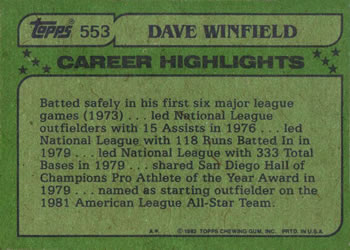 Topps 553 DAVE WINFIELD
CAREER HIGHLIGHTS
Batted safely in his first six major league
games (1973) . . . led National League
outfielders with 15 Assists in 1976 . . . led
National League with 118 Runs Batted In in
1979 . . . led National League with 333 Total
Bases in 1979 . . . shared San Diego Hall of
Champions Pro Athlete of the Year Award in
1979 . . . named as starting outfielder on the
1981 American League All-Star Team.
A★ © 1982 TOPPS CHEWING GUM, INC. PRTD. IN U.S.A.